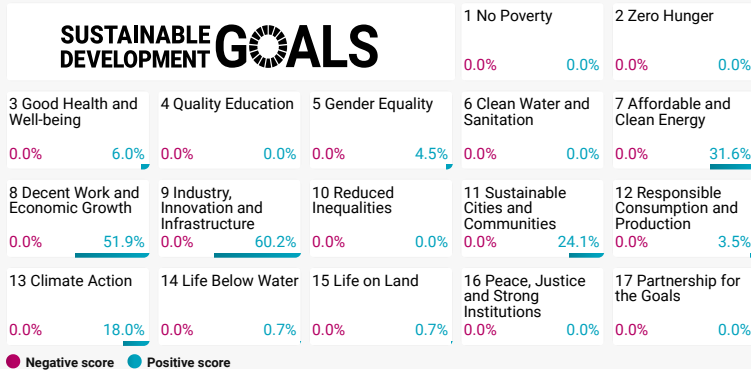 SUSTAINABLE
DEVELOPMENT
GOALS
1 No Poverty
0.0% 0.0%
2 Zero Hunger
0.0% 0.0%
3 Good Health and
Well-being
0.0% 6.0%
4 Quality Education
0.0% 0.0%
5 Gender Equality
0.0% 4.5%
6 Clean Water and
Sanitation
0.0% 0.0%
7 Affordable and
Clean Energy
0.0% 31.6%
8 Decent Work and
Economic Growth
0.0% 51.9%
9 Industry,
Innovation and
Infrastructure
0.0% 60.2%
10 Reduced
Inequalities
0.0% 0.0%
11 Sustainable
Cities and
Communities
0.0% 24.1%
12 Responsible
Consumption and
Production
0.0% 3.5%
13 Climate Action
0.0% 18.0%
14 Life Below Water
0.0% 0.7%
15 Life on Land
0.0% 0.7%
16 Peace, Justice
and Strong
Institutions
0.0% 0.0%
17 Partnership for
the Goals
0.0% 0.0%
Negative score Positive score